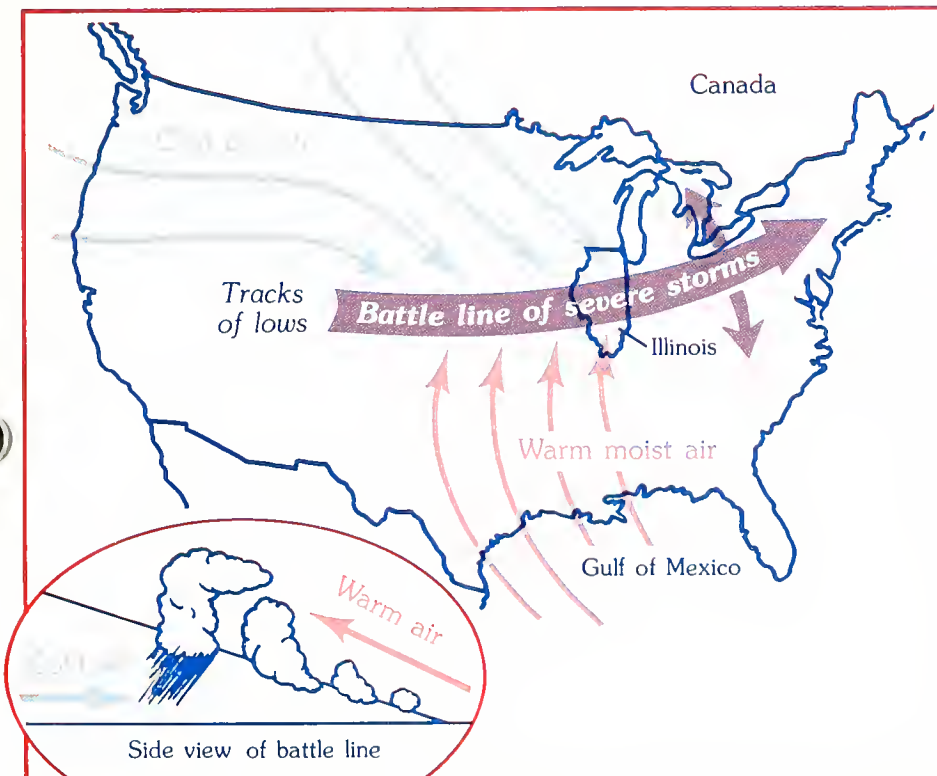 Canada
Tracks
of lows
Battle line of severe storms
Illinois
Warm moist air
Gulf of Mexico
Warm air
Side view of battle line